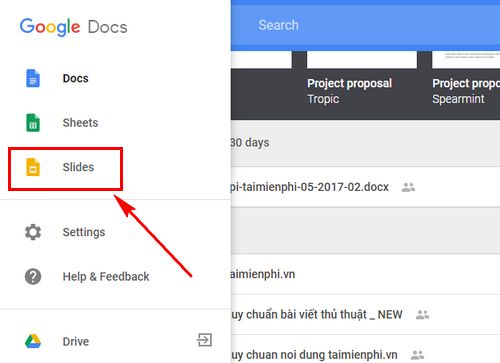 Google Docs
Docs
Sheets
Slides
Settings
Help & Feedback
Drive
Search
Project proposal
Tropic
Project propo
Spearmint
30 days
pi-taimienphi-05-2017-02.docx
aimienphi.vn
uy chuẩn bài viết thủ thuật _ NEW
uy chuan noi dung taimienphi.vn